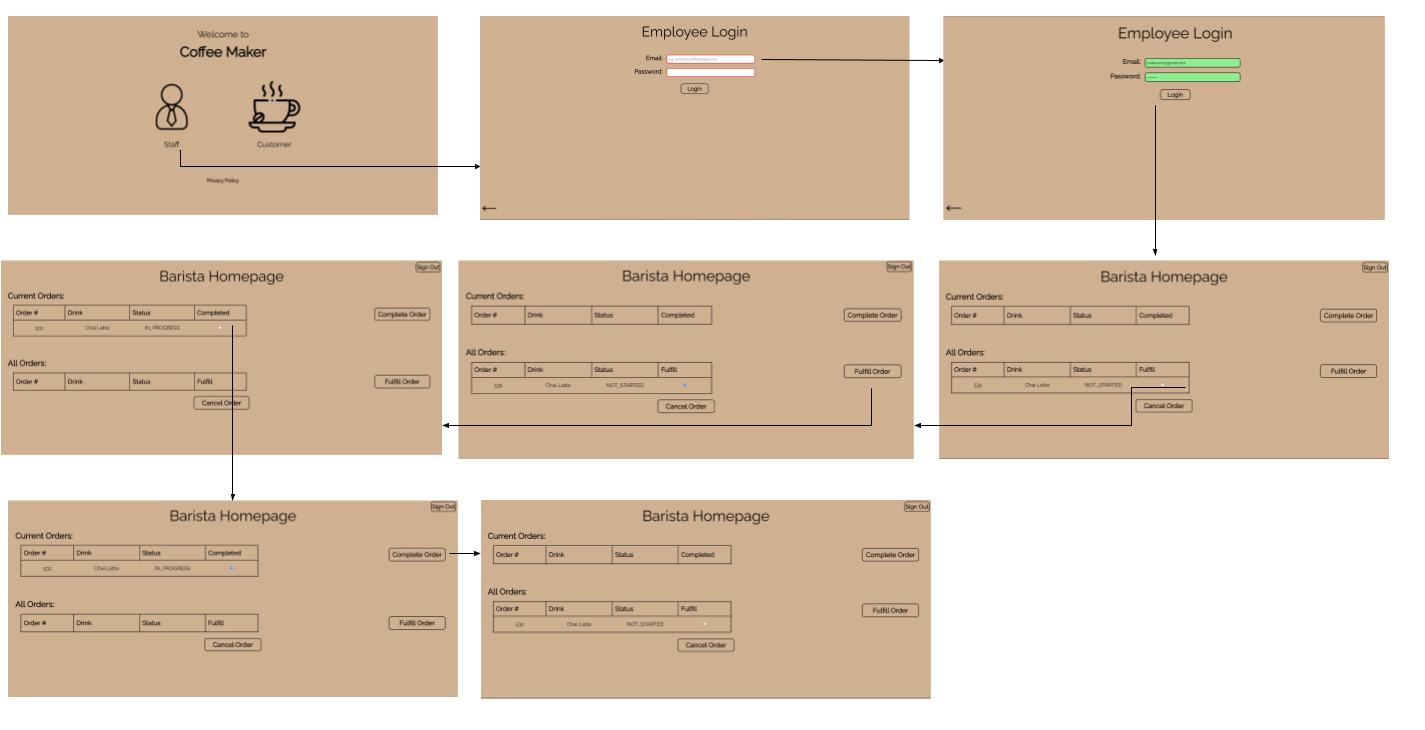 Welcome to
Coffee Maker
Staff
Customer
Privacy Policy
Employee Login
Email:
Password:
Login
Employee Login
Email:
Password:
Login
Sign Out
Barista Homepage
Current Orders:
Order # Drink Status Completed
531 Chai Latte IN_PROGRESS
Complete Order
All Orders:
Order # Drink Status Fulfill
Fulfill Order
Cancel Order
Sign Out
Barista Homepage
Current Orders:
Order # Drink Status Completed
Complete Order
All Orders:
Order # Drink Status Fulfill
531 Chai Latte NOT_STARTED
Fulfill Order
Cancel Order
Sign Out
Barista Homepage
Current Orders:
Order # Drink Status Completed
Complete Order
All Orders:
Order # Drink Status Fulfill
531 Chai Latte NOT_STARTED
Fulfill Order
Cancel Order
Sign Out
Barista Homepage
Current Orders:
Order # Drink Status Completed
531 Chai Latte IN_PROGRESS
Complete Order
All Orders:
Order # Drink Status Fulfill
Fulfill Order
Cancel Order
Sign Out
Barista Homepage
Current Orders:
Order # Drink Status Completed
Complete Order
All Orders:
Order # Drink Status Fulfill
531 Chai Latte NOT_STARTED
Fulfill Order
Cancel Order